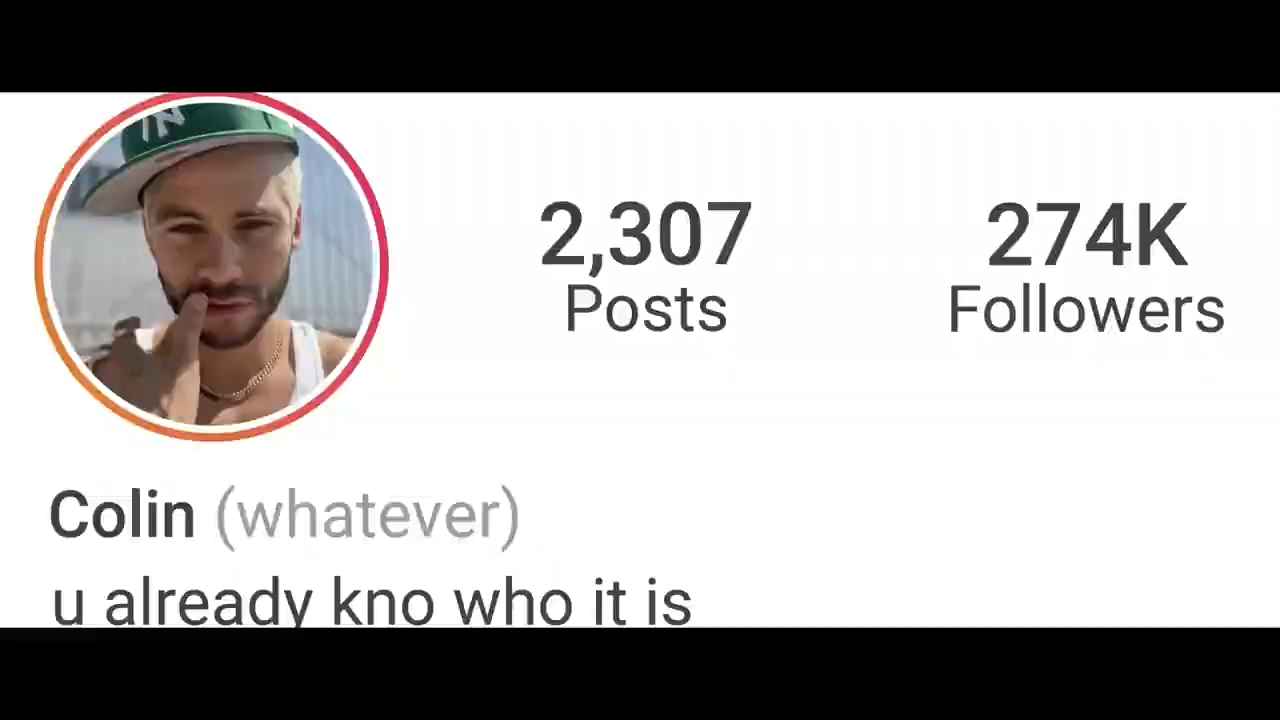 2,307
Posts
274K
Followers
Colin (whatever)
u already kno who it is